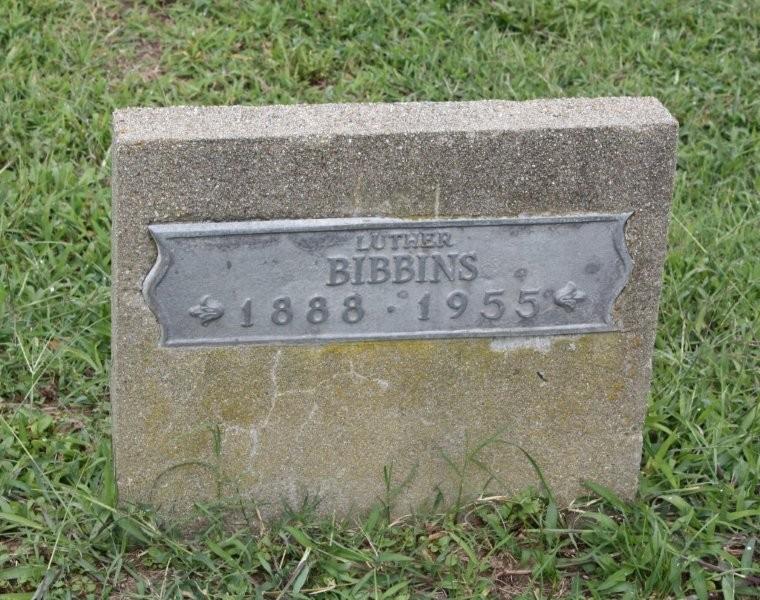 LUTHER
BIBBINS
1888 · 1955